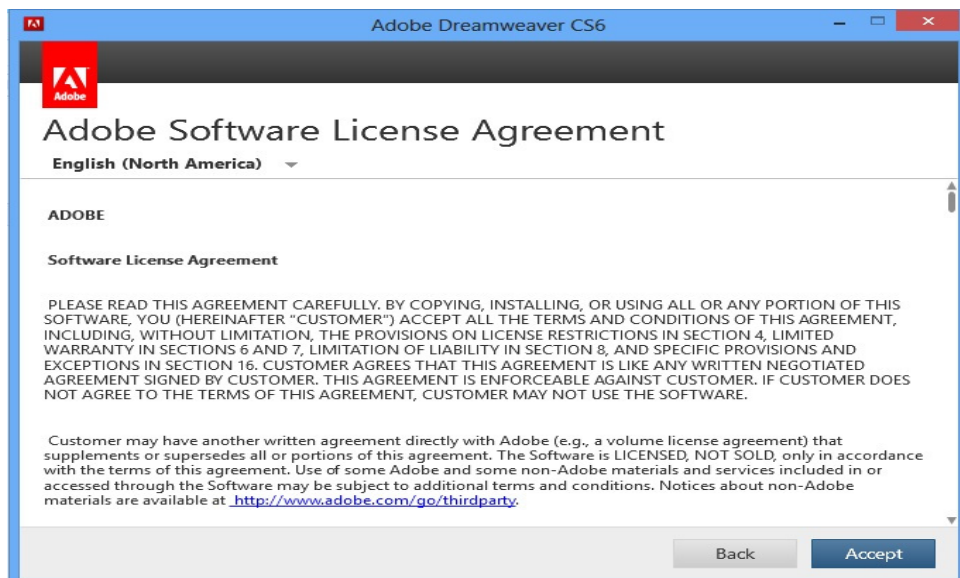 Adobe Dreamweaver CS6
Adobe
Adobe Software License Agreement
English (North America)
ADOBE
Software License Agreement
PLEASE READ THIS AGREEMENT CAREFULLY. BY COPYING, INSTALLING, OR USING ALL OR ANY PORTION OF THIS
SOFTWARE, YOU (HEREINAFTER “CUSTOMER”) ACCEPT ALL THE TERMS AND CONDITIONS OF THIS AGREEMENT,
INCLUDING, WITHOUT LIMITATION, THE PROVISIONS ON LICENSE RESTRICTIONS IN SECTION 4, LIMITED
WARRANTY IN SECTIONS 6 AND 7, LIMITATION OF LIABILITY IN SECTION 8, AND SPECIFIC PROVISIONS AND
EXCEPTIONS IN SECTION 16. CUSTOMER AGREES THAT THIS AGREEMENT IS LIKE ANY WRITTEN NEGOTIATED
AGREEMENT SIGNED BY CUSTOMER. THIS AGREEMENT IS ENFORCEABLE AGAINST CUSTOMER. IF CUSTOMER DOES
NOT AGREE TO THE TERMS OF THIS AGREEMENT, CUSTOMER MAY NOT USE THE SOFTWARE.
Customer may have another written agreement directly with Adobe (e.g., a volume license agreement) that
supplements or supersedes all or portions of this agreement. The Software is LICENSED, NOT SOLD, only in accordance
with the terms of this agreement. Use of some Adobe and some non-Adobe materials and services included in or
accessed through the Software may be subject to additional terms and conditions. Notices about non-Adobe
materials are available at http://www.adobe.com/go/thirdparty.
Back
Accept